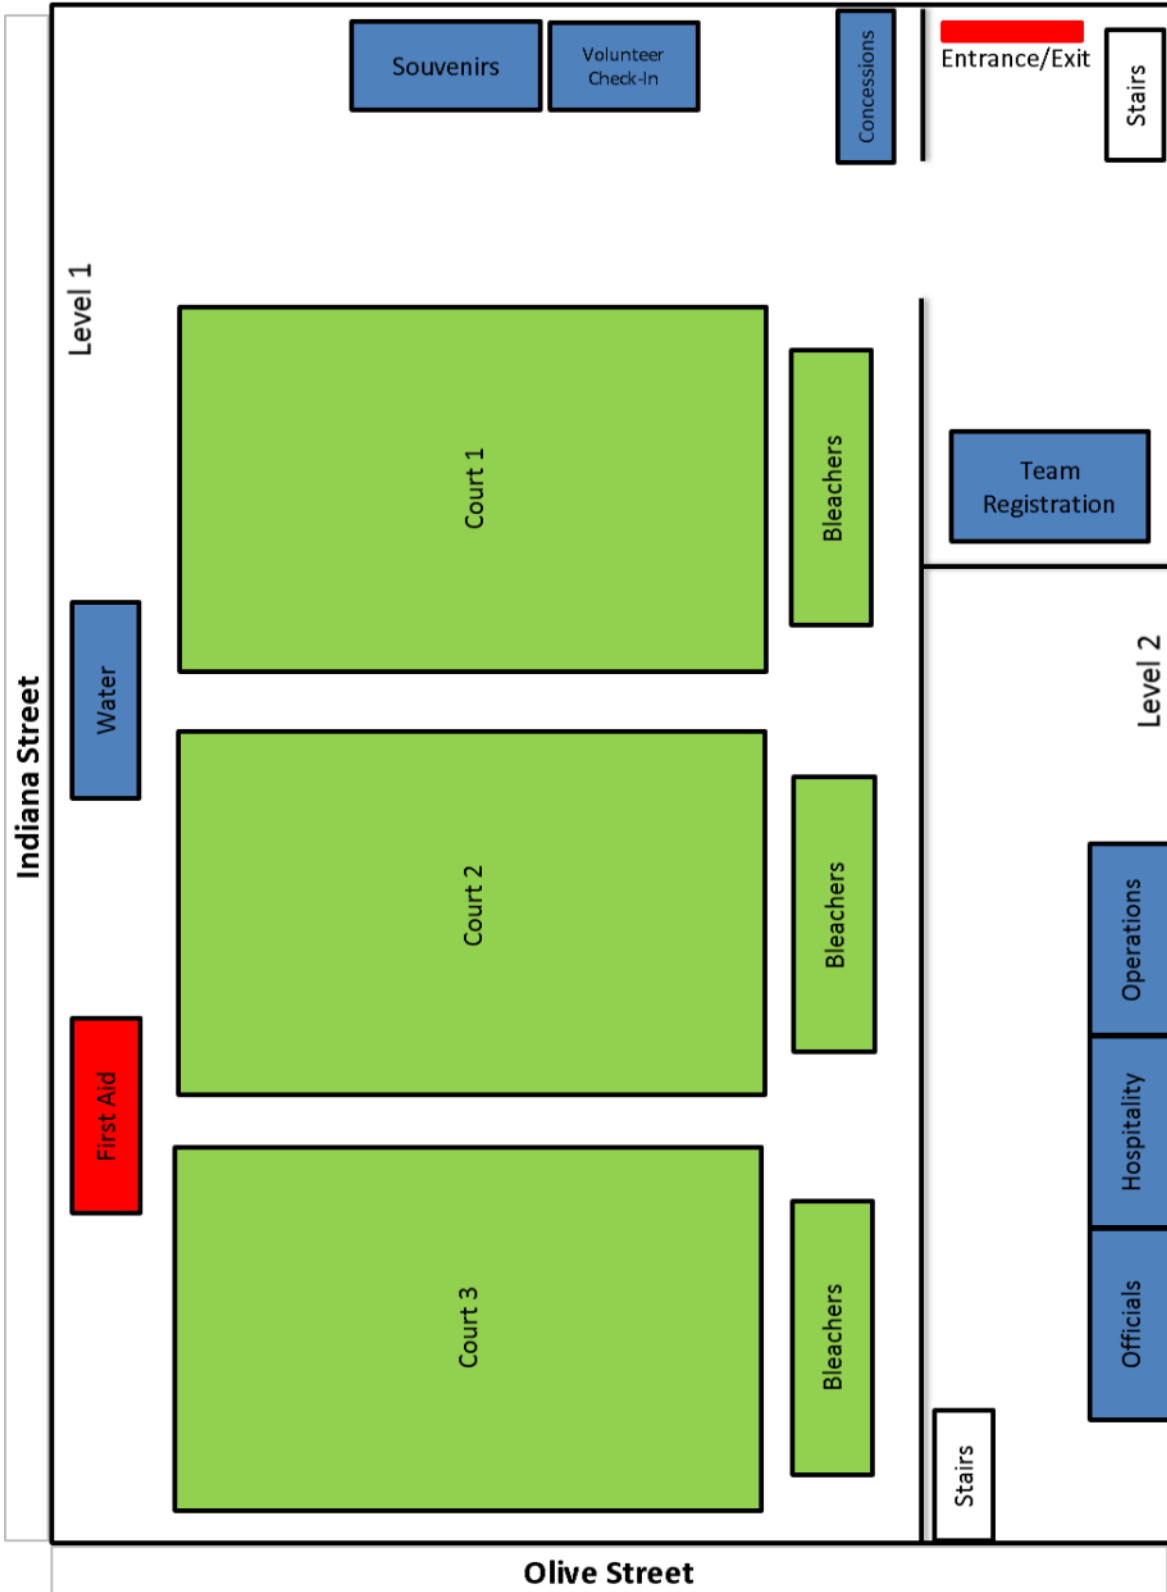 Souvenirs
Volunteer
Check-In
Concessions
Entrance/Exit
Stairs
Level 1
Court 1
Bleachers
Team
Registration
Water
Indiana Street
Level 2
Court 2
Bleachers
Operations
First Aid
Hospitality
Court 3
Bleachers
Officials
Stairs
Olive Street